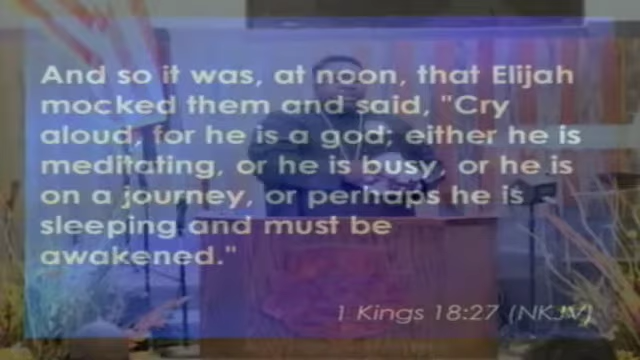 And so it was, at noon, that Elijah
mocked them and said, "Cry
aloud, for he is a god; either he is
meditating, or he is busy, or he is
on a journey, or perhaps he is
sleeping and must be
awakened."
1 Kings 18:27 (NKJV)